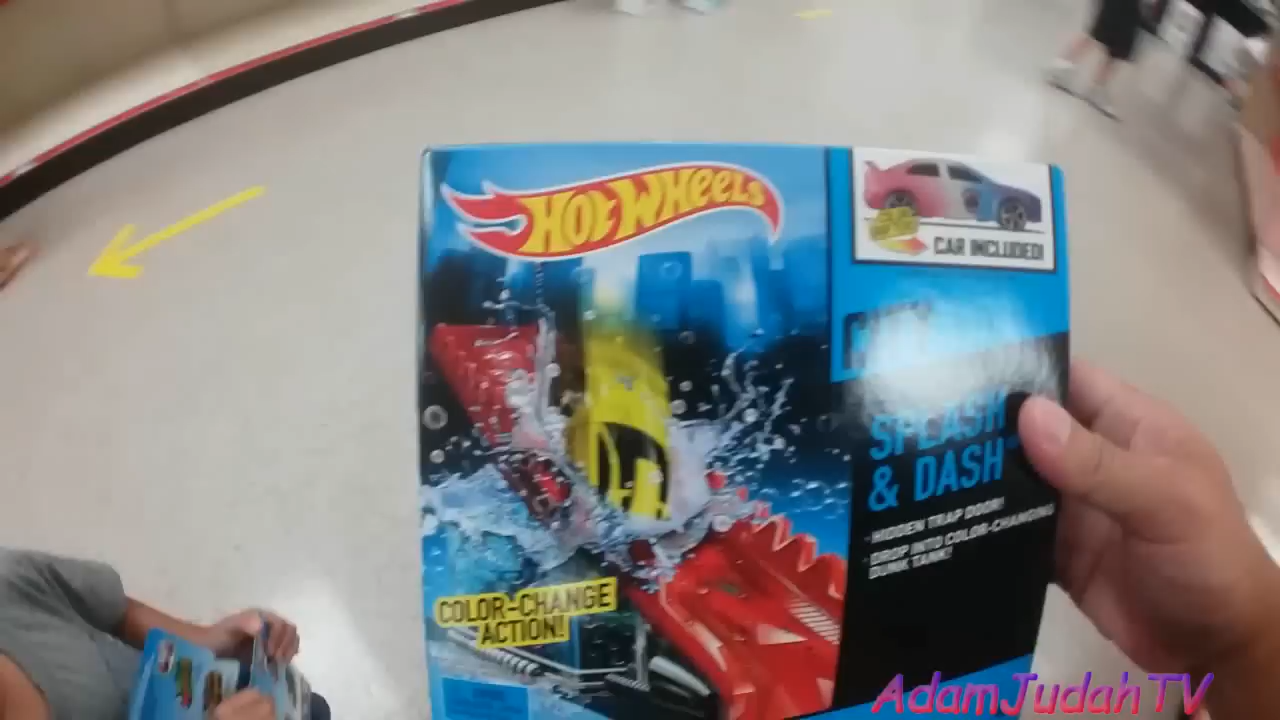 HOT WHEELS
CAR INCLUDED!
CITY
SPLASH
& DASH
· HIDDEN TRAP DOOR!
· DROP INTO COLOR-CHANGING
DUNK TANK!
COLOR-CHANGE
ACTION!
AdamJudahTV